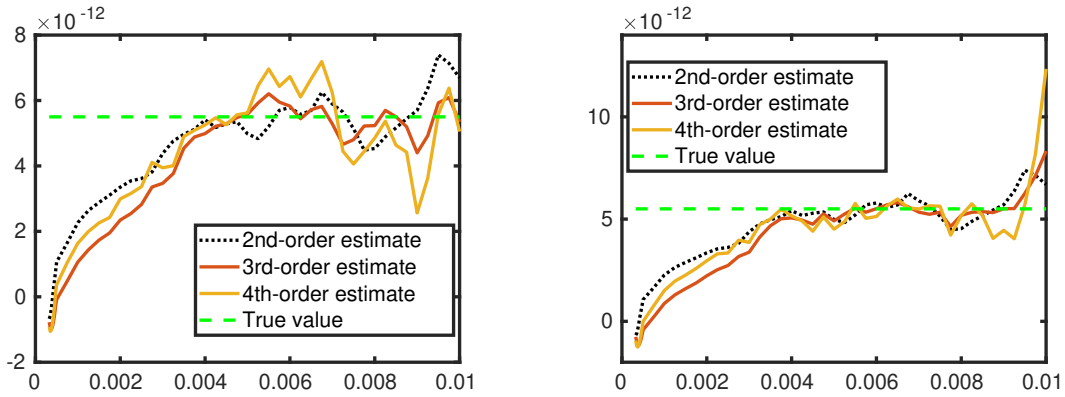 ×10⁻¹²
8
6
4
2
0
-2
0 0.002 0.004 0.006 0.008 0.01
2nd-order estimate
3rd-order estimate
4th-order estimate
True value
×10⁻¹²
10
5
0
0 0.002 0.004 0.006 0.008 0.01
2nd-order estimate
3rd-order estimate
4th-order estimate
True value